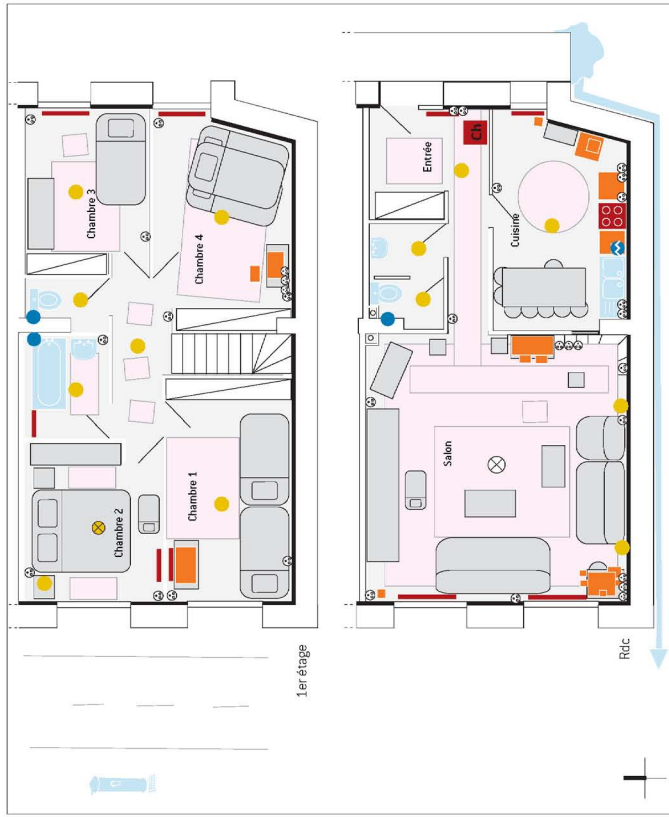 Chambre 3
Chambre 4
Chambre 2
Chambre 1
1er étage
Entrée
Ch
Cuisine
Salon
Rdc